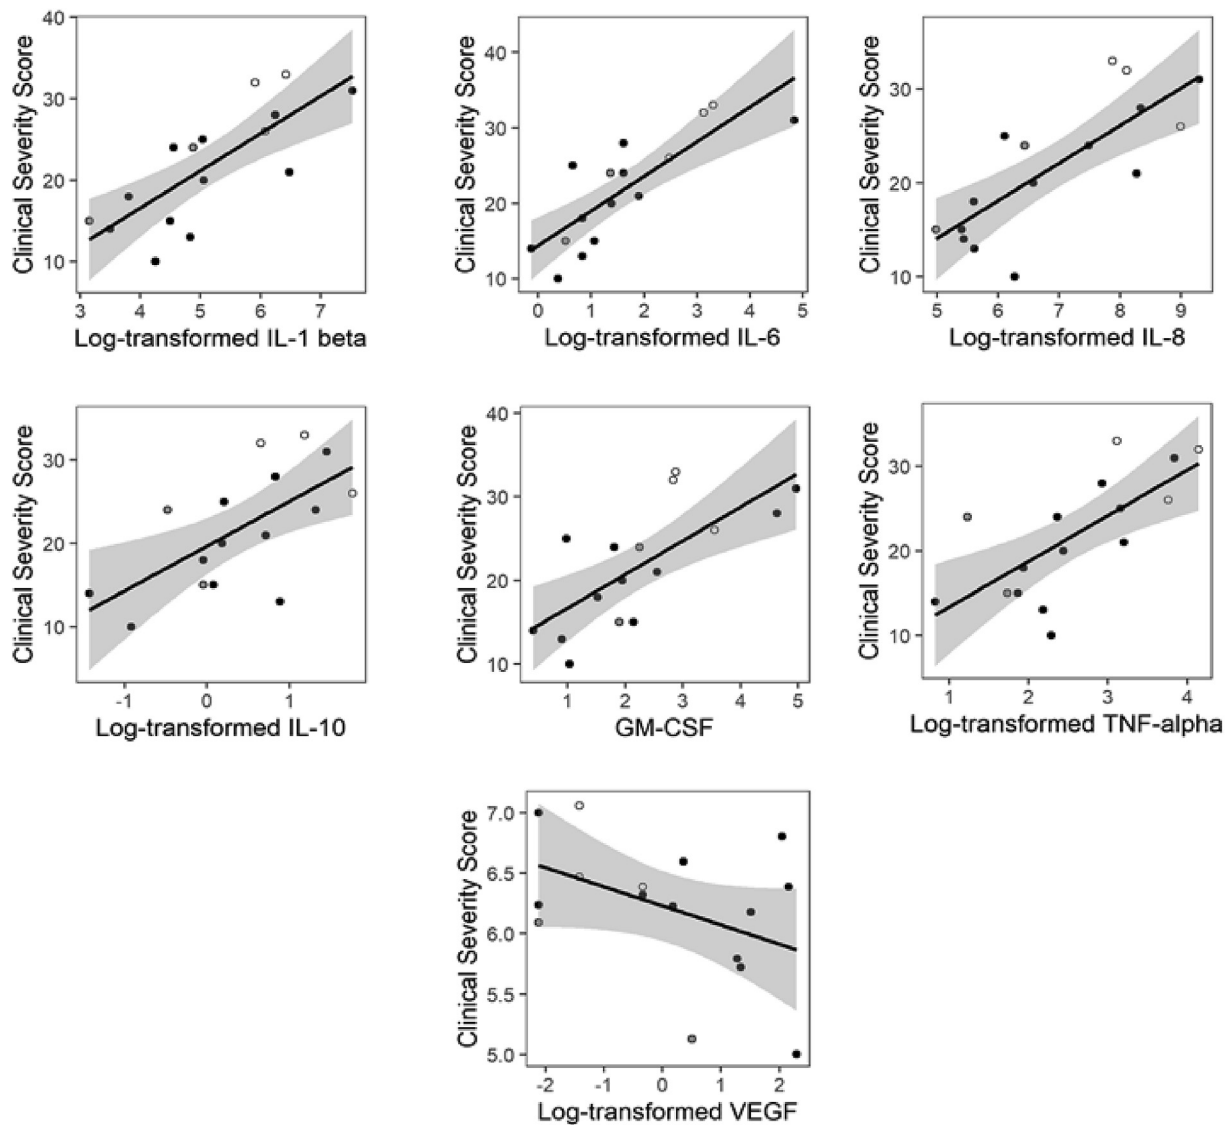 Clinical Severity Score
40
30
20
10
3 4 5 6 7
Log-transformed IL-1 beta
Clinical Severity Score
40
30
20
10
0 1 2 3 4 5
Log-transformed IL-6
Clinical Severity Score
30
20
10
5 6 7 8 9
Log-transformed IL-8
Clinical Severity Score
30
20
10
-1 0 1
Log-transformed IL-10
Clinical Severity Score
40
30
20
10
1 2 3 4 5
GM-CSF
Clinical Severity Score
30
20
10
1 2 3 4
Log-transformed TNF-alpha
Clinical Severity Score
7.0
6.5
6.0
5.5
5.0
-2 -1 0 1 2
Log-transformed VEGF